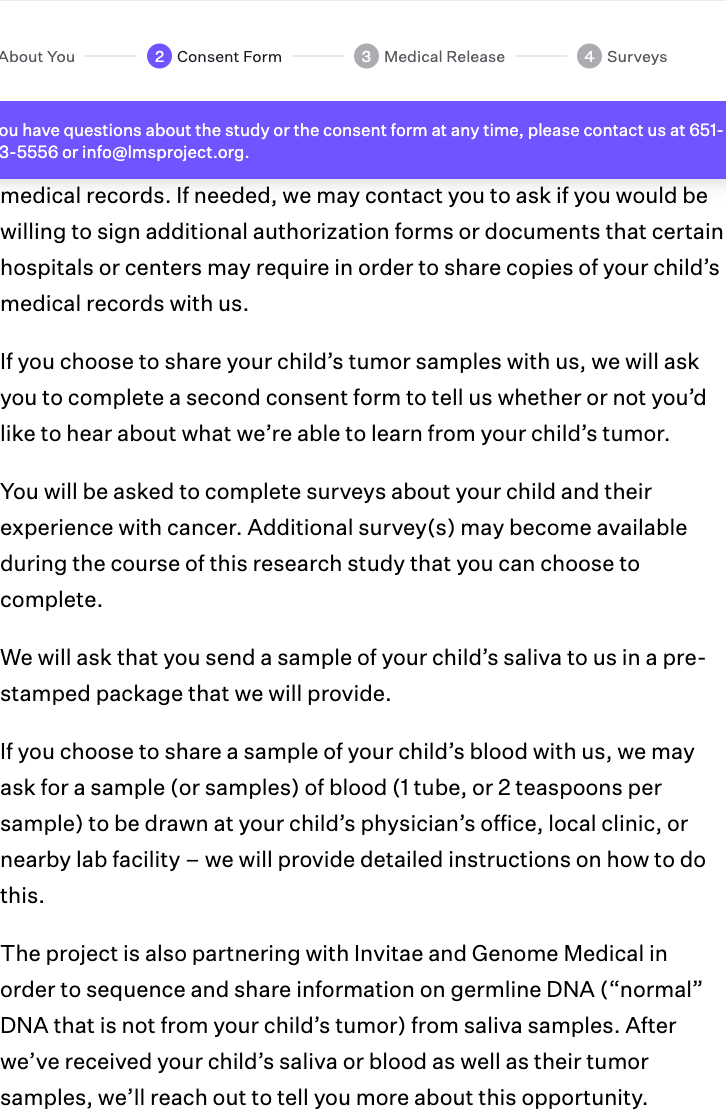 About You
2 Consent Form
3 Medical Release
4 Surveys
ou have questions about the study or the consent form at any time, please contact us at 651-
3-5556 or info@lmsproject.org.
medical records. If needed, we may contact you to ask if you would be
willing to sign additional authorization forms or documents that certain
hospitals or centers may require in order to share copies of your child’s
medical records with us.
If you choose to share your child’s tumor samples with us, we will ask
you to complete a second consent form to tell us whether or not you’d
like to hear about what we’re able to learn from your child’s tumor.
You will be asked to complete surveys about your child and their
experience with cancer. Additional survey(s) may become available
during the course of this research study that you can choose to
complete.
We will ask that you send a sample of your child’s saliva to us in a pre-
stamped package that we will provide.
If you choose to share a sample of your child’s blood with us, we may
ask for a sample (or samples) of blood (1 tube, or 2 teaspoons per
sample) to be drawn at your child’s physician’s office, local clinic, or
nearby lab facility – we will provide detailed instructions on how to do
this.
The project is also partnering with Invitae and Genome Medical in
order to sequence and share information on germline DNA (“normal”
DNA that is not from your child’s tumor) from saliva samples. After
we’ve received your child’s saliva or blood as well as their tumor
samples, we’ll reach out to tell you more about this opportunity.